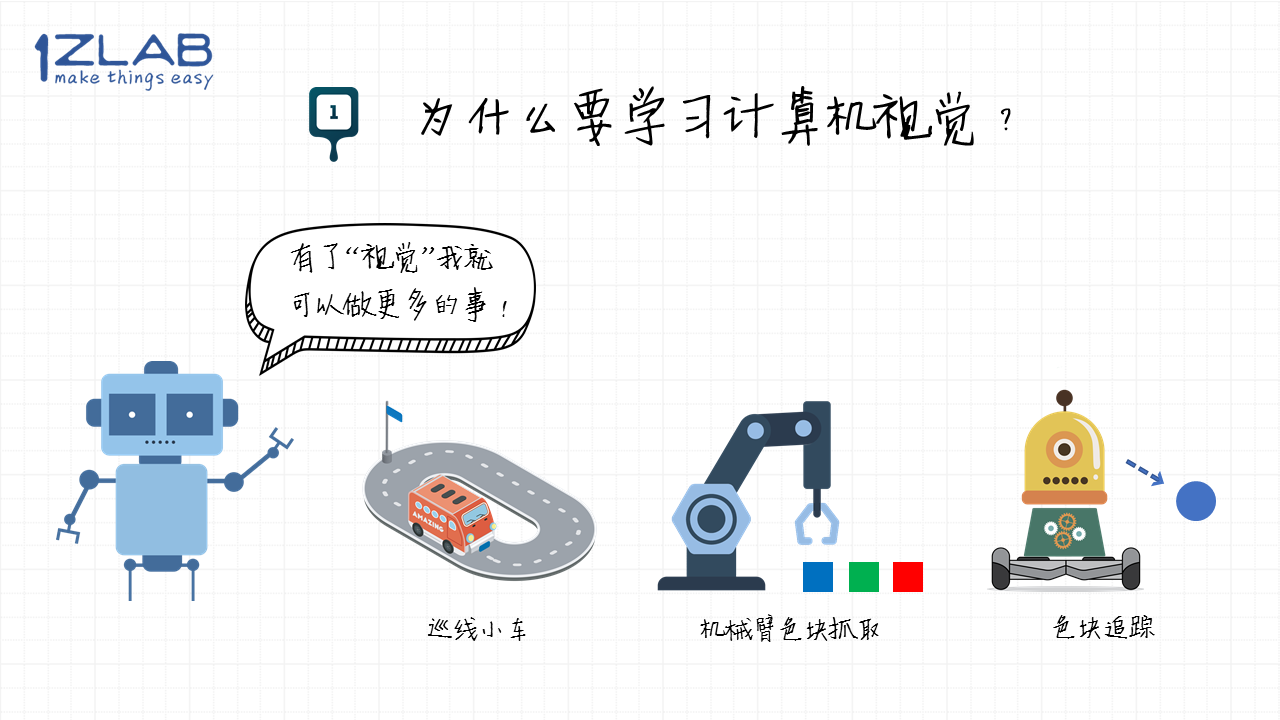 1ZLAB
make things easy
1
为什么要学习计算机视觉？
有了“视觉”我就
可以做更多的事！
AMAZING
巡线小车
机械臂色块抓取
色块追踪